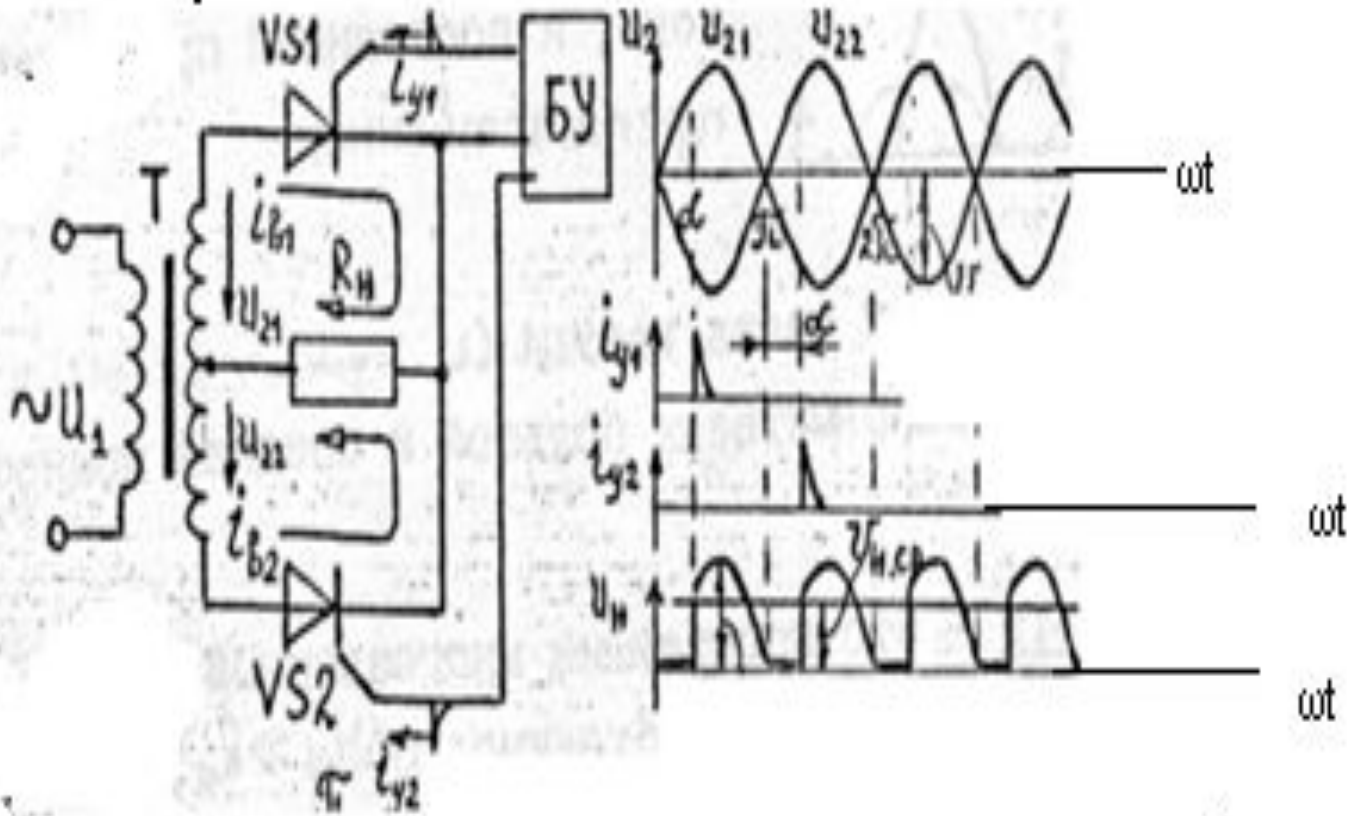 VS1
iу1
БУ
T
iв1
Rн
u21
~U1
u22
iв2
VS2
iу2
π
U2 U21 U22
ωt
α
π
2π
iу1
α
iу2
ωt
Uн.ср
uн
ωt